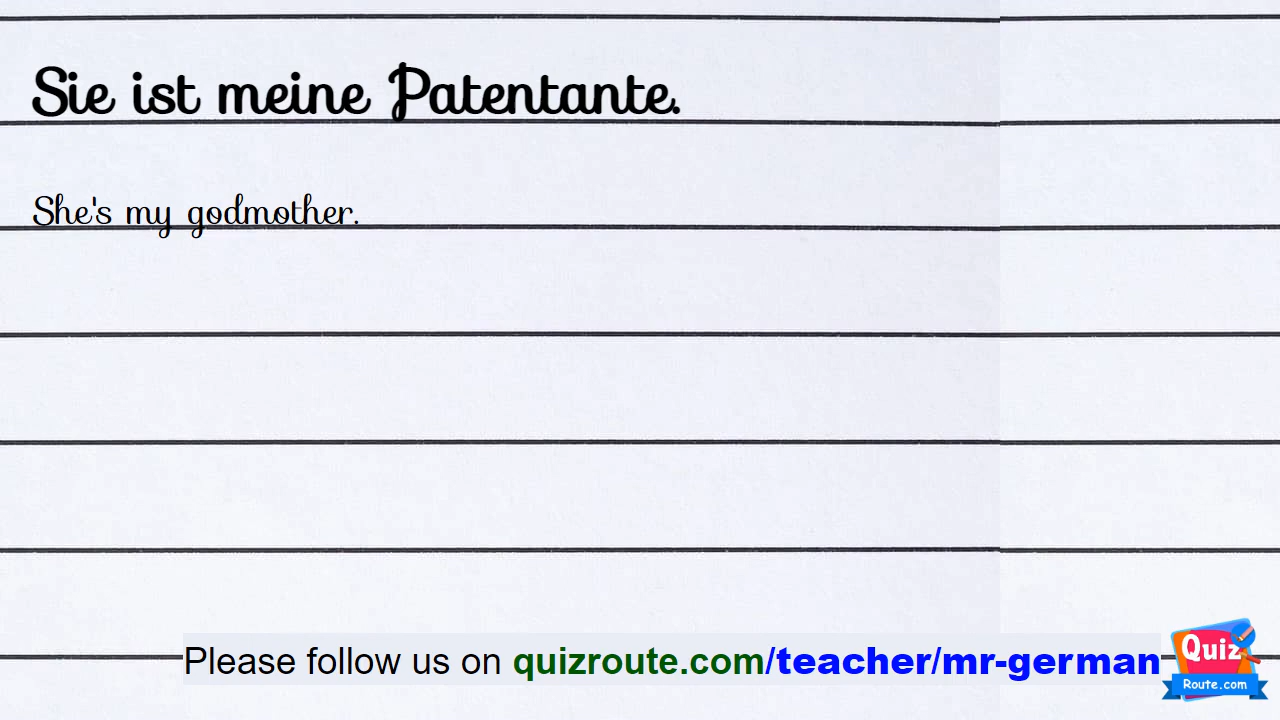 Sie ist meine Patentante.
She's my godmother.
Please follow us on quizroute.com/teacher/mr-german
Quiz
Route.com